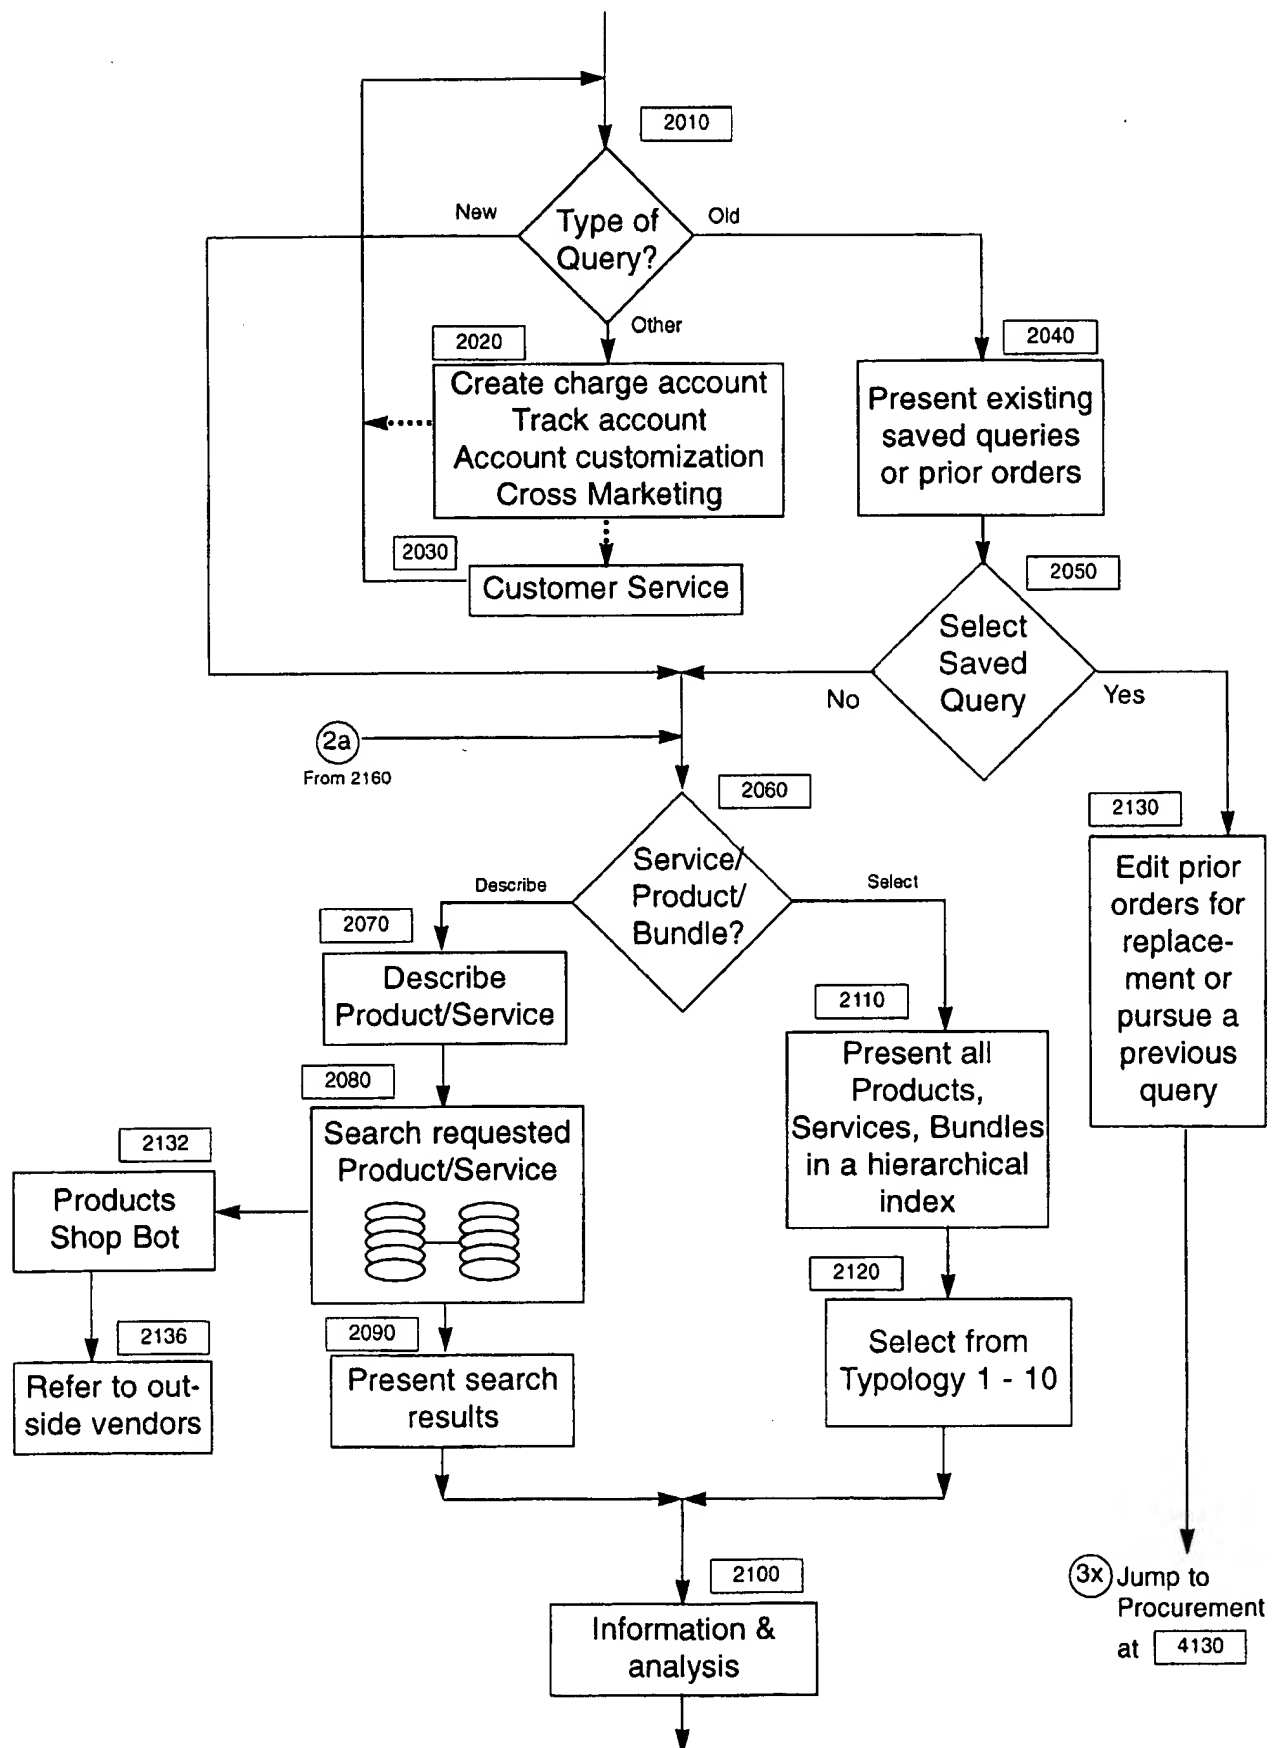 2010
New
Old
Type of
Query?
Other
2020
2040
Create charge account
Track account
Account customization
Cross Marketing
Present existing
saved queries
or prior orders
2030
Customer Service
2050
Select
Saved
Query
No
Yes
2a
From 2160
2060
2130
Service/
Product/
Bundle?
Describe
Select
Edit prior
orders for
replace-
ment or
pursue a
previous
query
2070
Describe
Product/Service
2110
Present all
Products,
Services, Bundles
in a hierarchical
index
2080
Search requested
Product/Service
2132
Products
Shop Bot
2120
Select from
Typology 1 - 10
2136
Refer to out-
side vendors
2090
Present search
results
2100
Information &
analysis
3x
Jump to
Procurement
at 4130